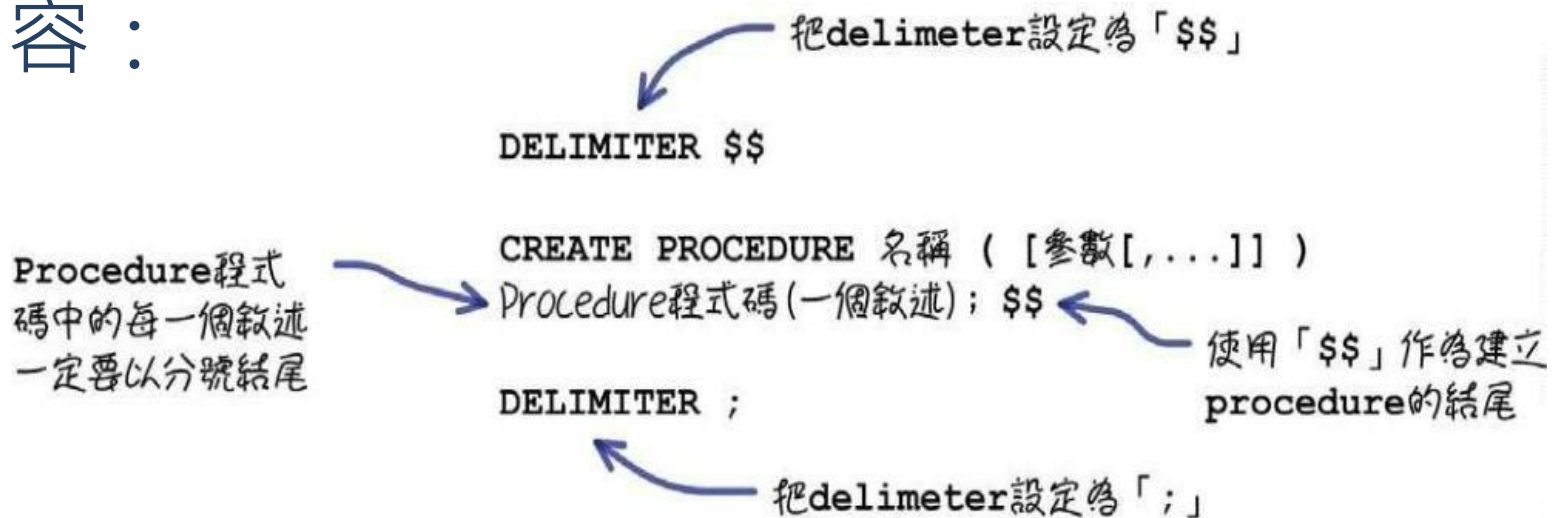 容：
把delimeter設定為「$$」
DELIMITER $$
CREATE PROCEDURE 名稱 ( [參數[,...]] )
Procedure程式碼(一個敘述); $$
Procedure程式
碼中的每一個敘述
一定要以分號結尾
使用「$$」作為建立
procedure的結尾
DELIMITER ;
把delimeter設定為「;」